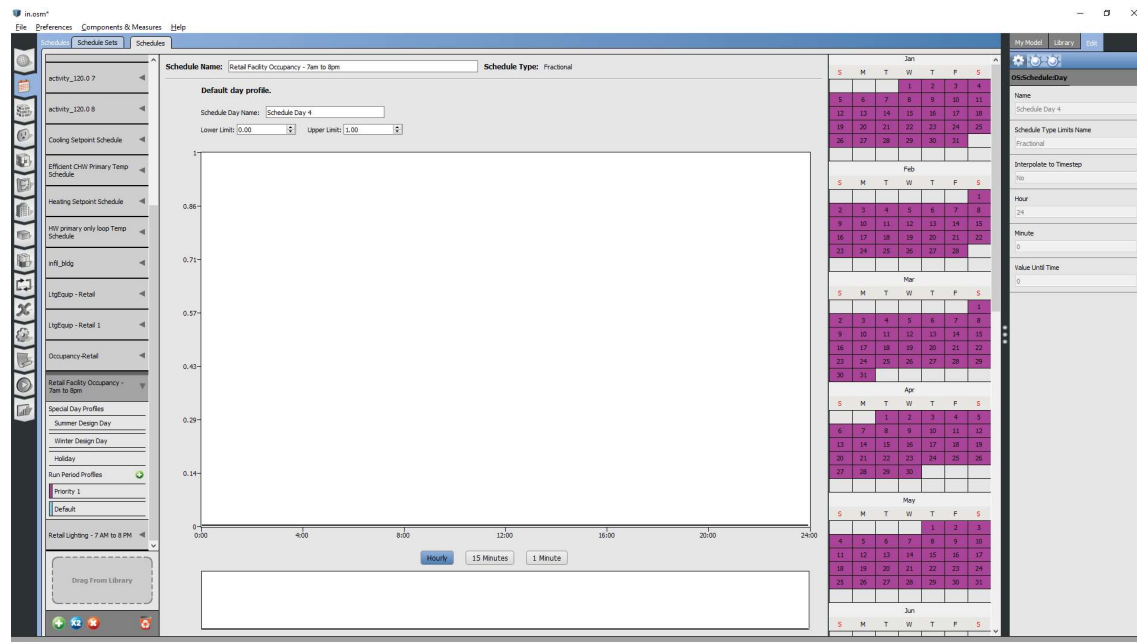 in.osm*
File Preferences Components & Measures Help
Schedules Schedule Sets Schedules
My Model Library Edit
activity_120.0 7
activity_120.0 8
Cooling Setpoint Schedule
Efficient CHW Primary Temp
Schedule
Heating Setpoint Schedule
HW primary only loop Temp
Schedule
infil_bldg
LtgEquip - Retail
LtgEquip - Retail 1
Occupancy-Retail
Retail Facility Occupancy -
7am to 8pm
Special Day Profiles
Summer Design Day
Winter Design Day
Holiday
Run Period Profiles
Priority 1
Default
Retail Lighting - 7 AM to 8 PM
Drag From Library
X2
Schedule Name: Retail Facility Occupancy - 7am to 8pm Schedule Type: Fractional
Default day profile.
Schedule Day Name: Schedule Day 4
Lower Limit: 0.00 Upper Limit: 1.00
1
0.86
0.71
0.57
0.43
0.29
0.14
0
0:00 4:00 8:00 12:00 16:00 20:00 24:00
Hourly 15 Minutes 1 Minute
Jan
S M T W T F S
1 2 3 4
5 6 7 8 9 10 11
12 13 14 15 16 17 18
19 20 21 22 23 24 25
26 27 28 29 30 31
Feb
S M T W T F S
1
2 3 4 5 6 7 8
9 10 11 12 13 14 15
16 17 18 19 20 21 22
23 24 25 26 27 28
Mar
S M T W T F S
1
2 3 4 5 6 7 8
9 10 11 12 13 14 15
16 17 18 19 20 21 22
23 24 25 26 27 28 29
30 31
Apr
S M T W T F S
1 2 3 4 5
6 7 8 9 10 11 12
13 14 15 16 17 18 19
20 21 22 23 24 25 26
27 28 29 30
May
S M T W T F S
1 2 3
4 5 6 7 8 9 10
11 12 13 14 15 16 17
18 19 20 21 22 23 24
25 26 27 28 29 30 31
Jun
S M T W T F S
OS:Schedule:Day
Name
Schedule Day 4
Schedule Type Limits Name
Fractional
Interpolate to Timestep
No
Hour
24
Minute
0
Value Until Time
0